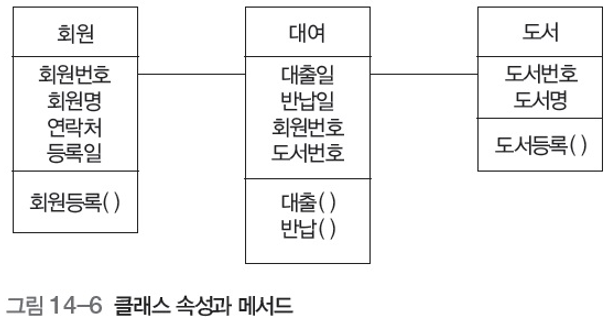 회원
회원번호
회원명
연락처
등록일
회원등록( )
대여
대출일
반납일
회원번호
도서번호
대출( )
반납( )
도서
도서번호
도서명
도서등록( )
그림 14-6 클래스 속성과 메서드